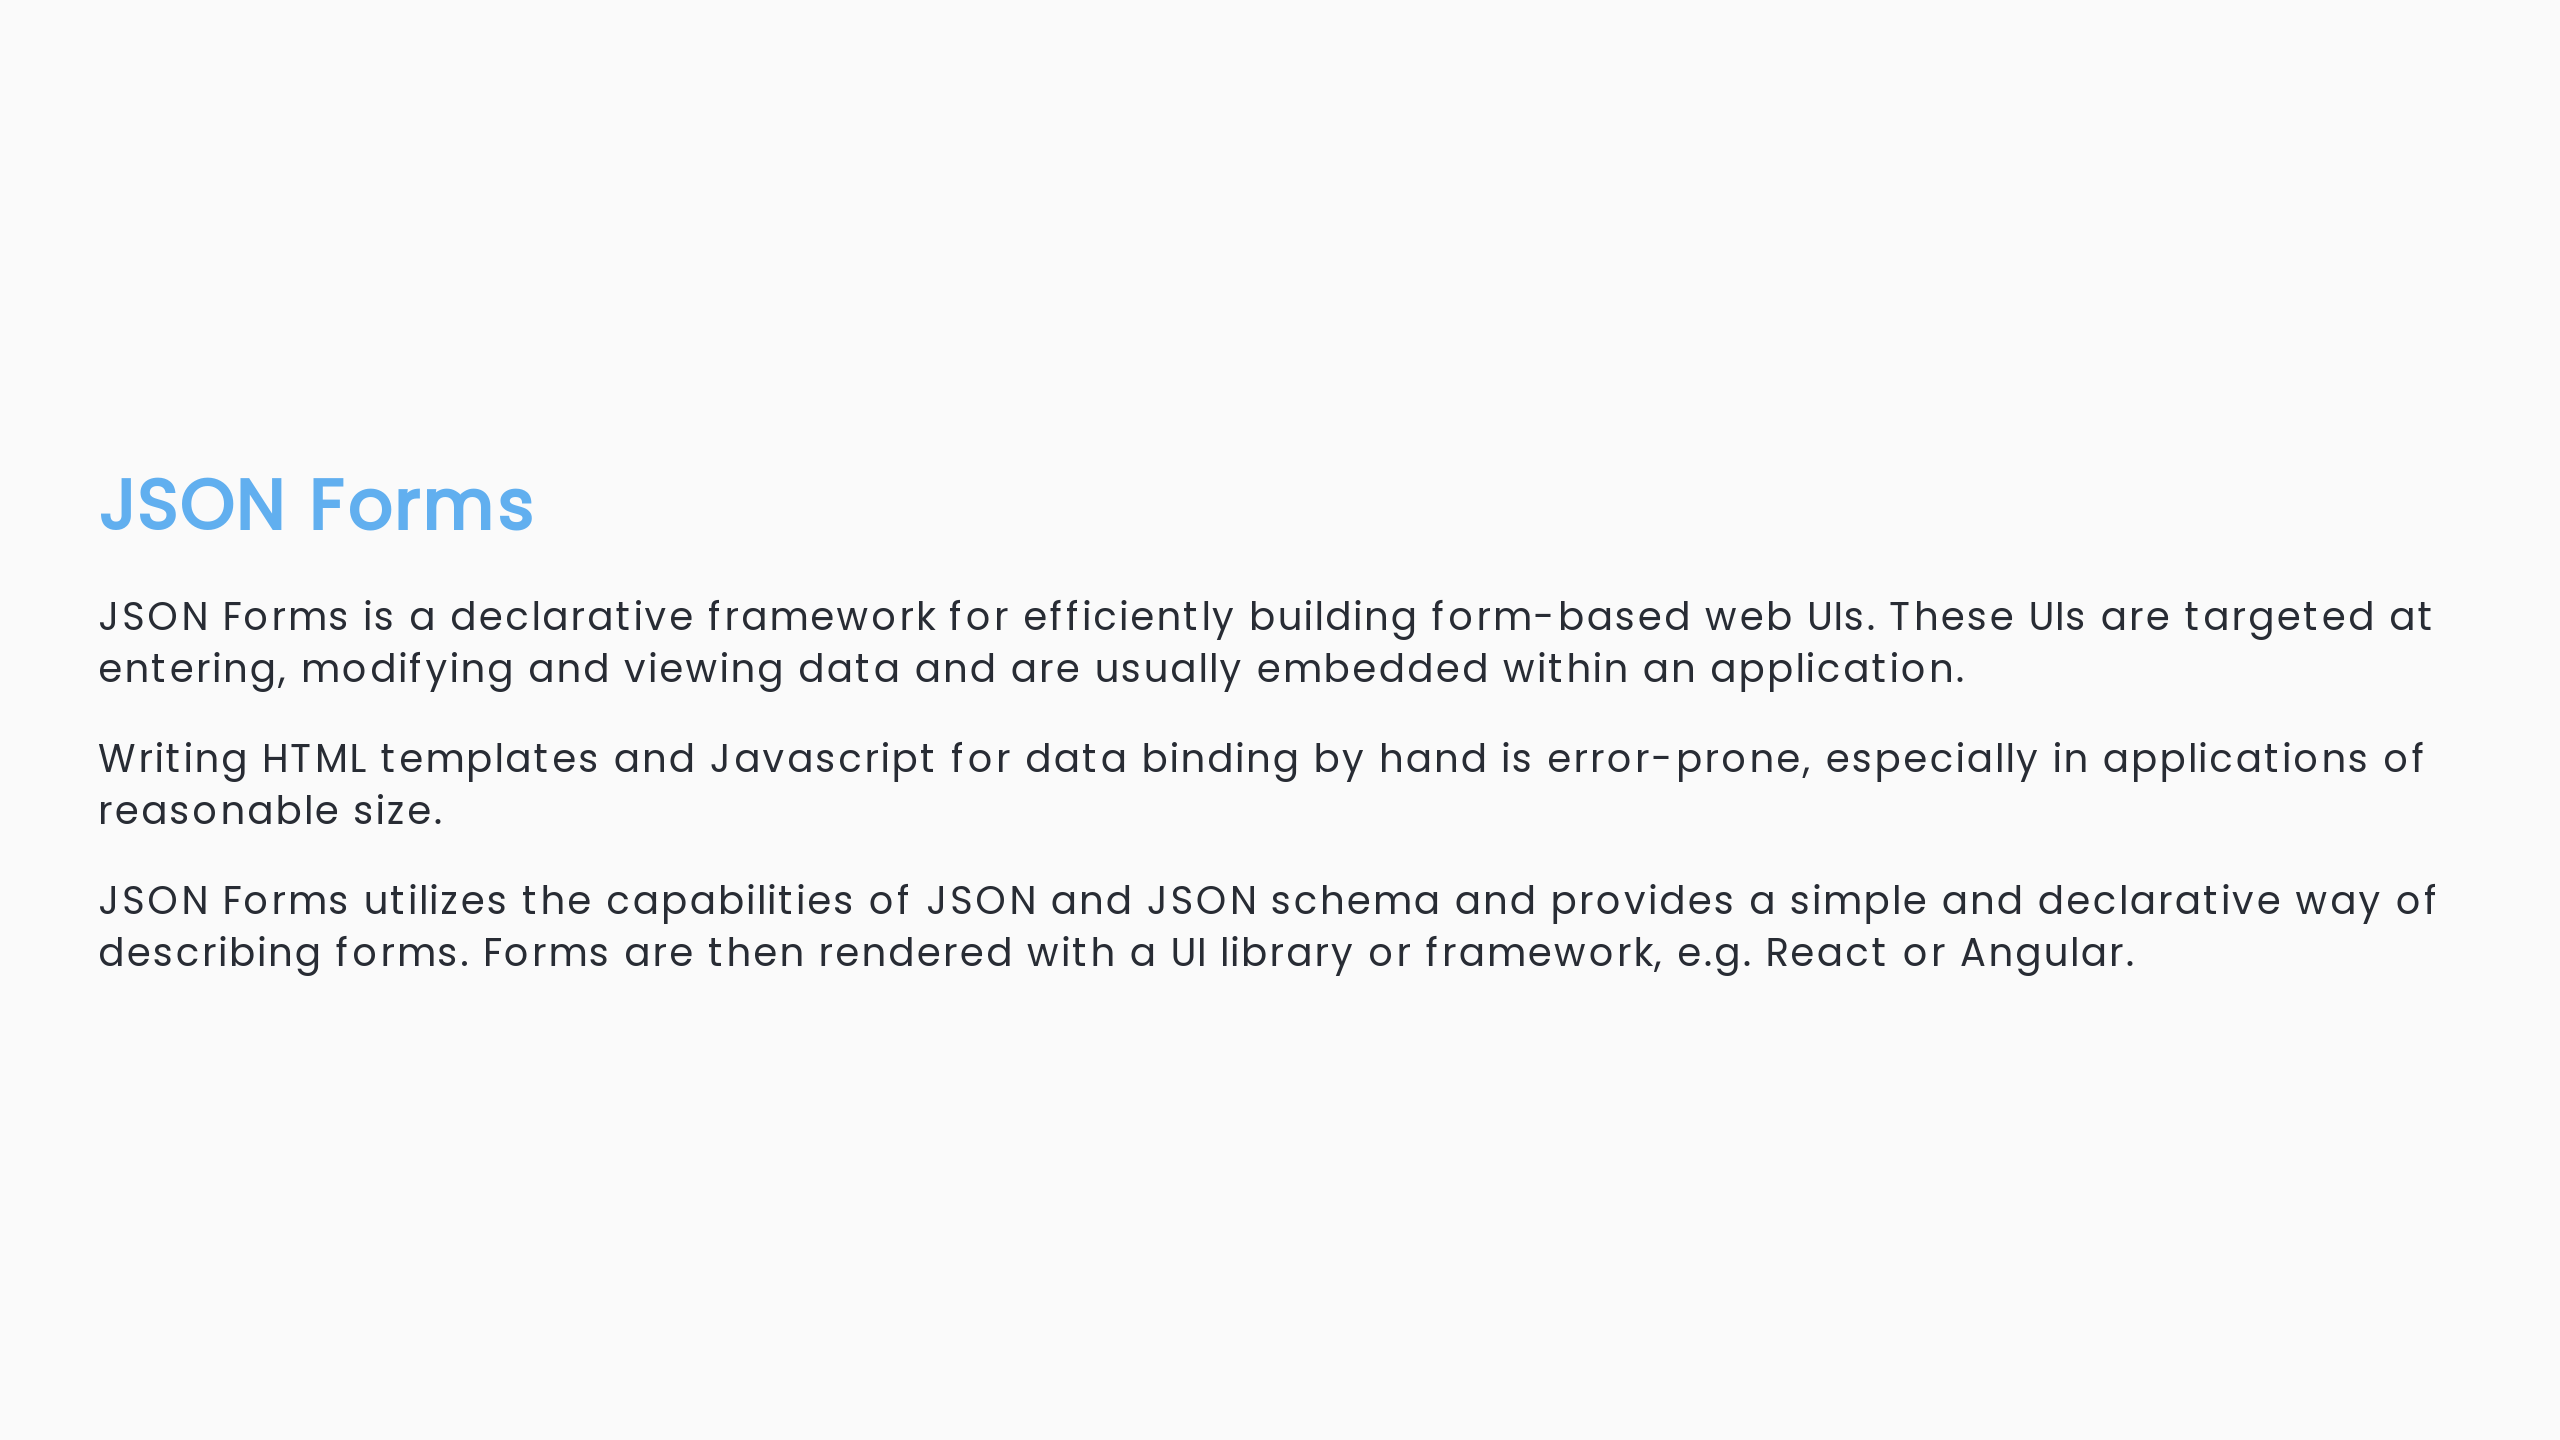 JSON Forms
JSON Forms is a declarative framework for efficiently building form-based web UIs. These UIs are targeted at
entering, modifying and viewing data and are usually embedded within an application.
Writing HTML templates and Javascript for data binding by hand is error-prone, especially in applications of
reasonable size.
JSON Forms utilizes the capabilities of JSON and JSON schema and provides a simple and declarative way of
describing forms. Forms are then rendered with a UI library or framework, e.g. React or Angular.